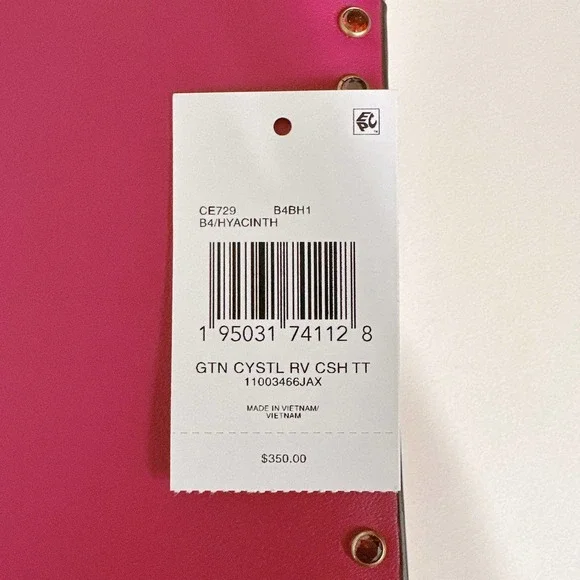 EPC
CE729 B4BH1
B4/HYACINTH
1 95031 74112 8
GTN CYSTL RV CSH TT
11003466JAX
MADE IN VIETNAM/
VIETNAM
$350.00